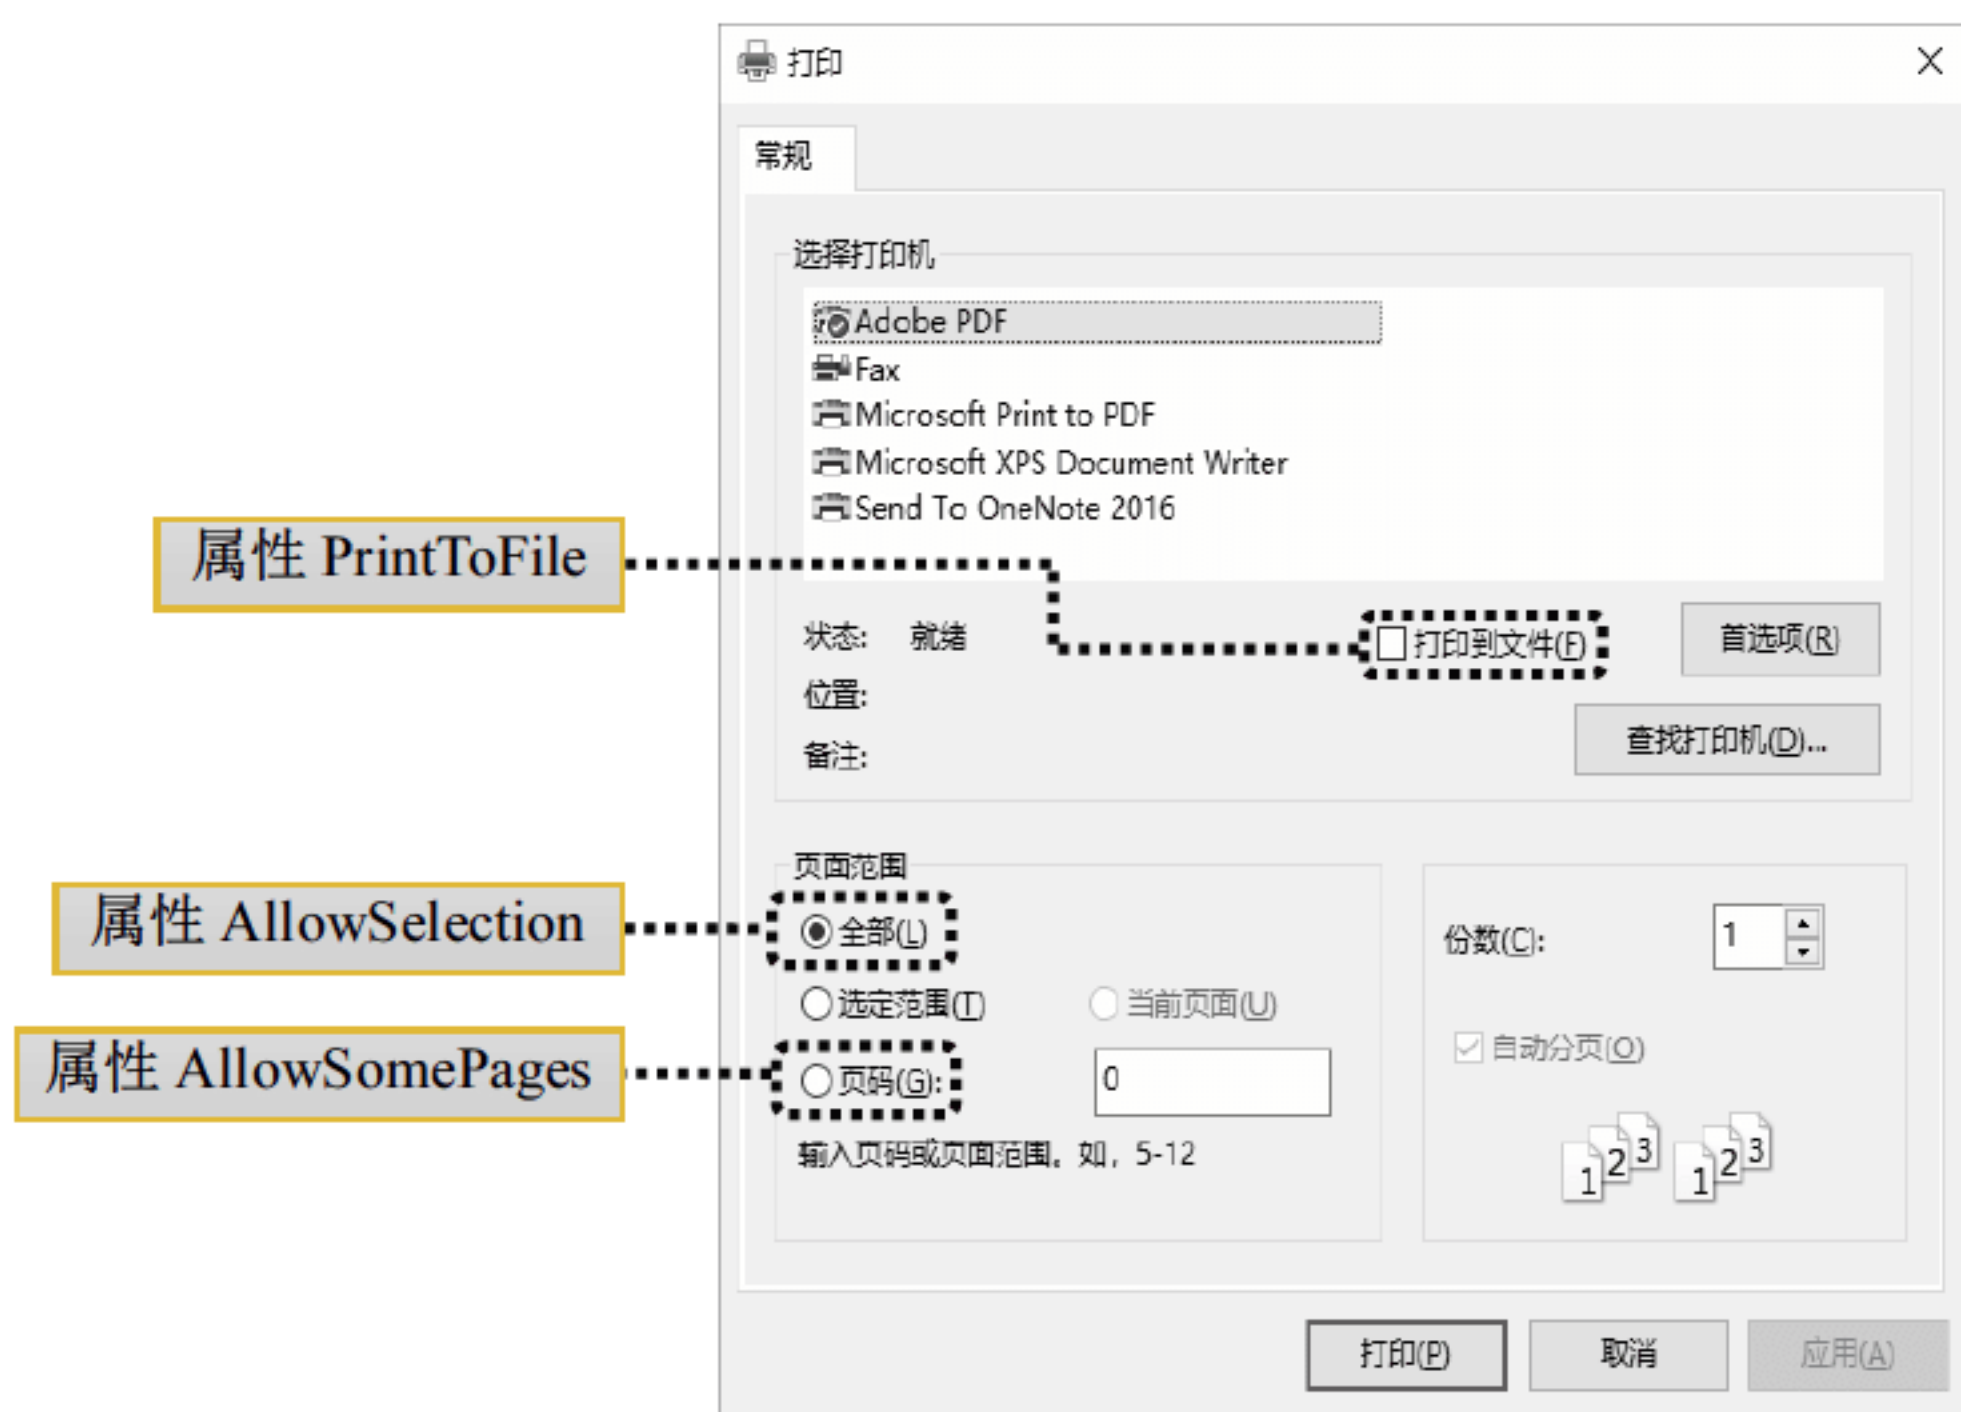 打印
常规
选择打印机
Adobe PDF
Fax
Microsoft Print to PDF
Microsoft XPS Document Writer
Send To OneNote 2016
属性 PrintToFile
状态: 就绪
打印到文件(F)
首选项(R)
位置:
查找打印机(D)...
备注:
页面范围
属性 AllowSelection
全部(L)
份数(C): 1
选定范围(T) 当前页面(U)
自动分页(O)
属性 AllowSomePages
页码(G): 0
输入页码或页面范围。如，5-12
1 2 3 1 2 3
打印(P) 取消 应用(A)